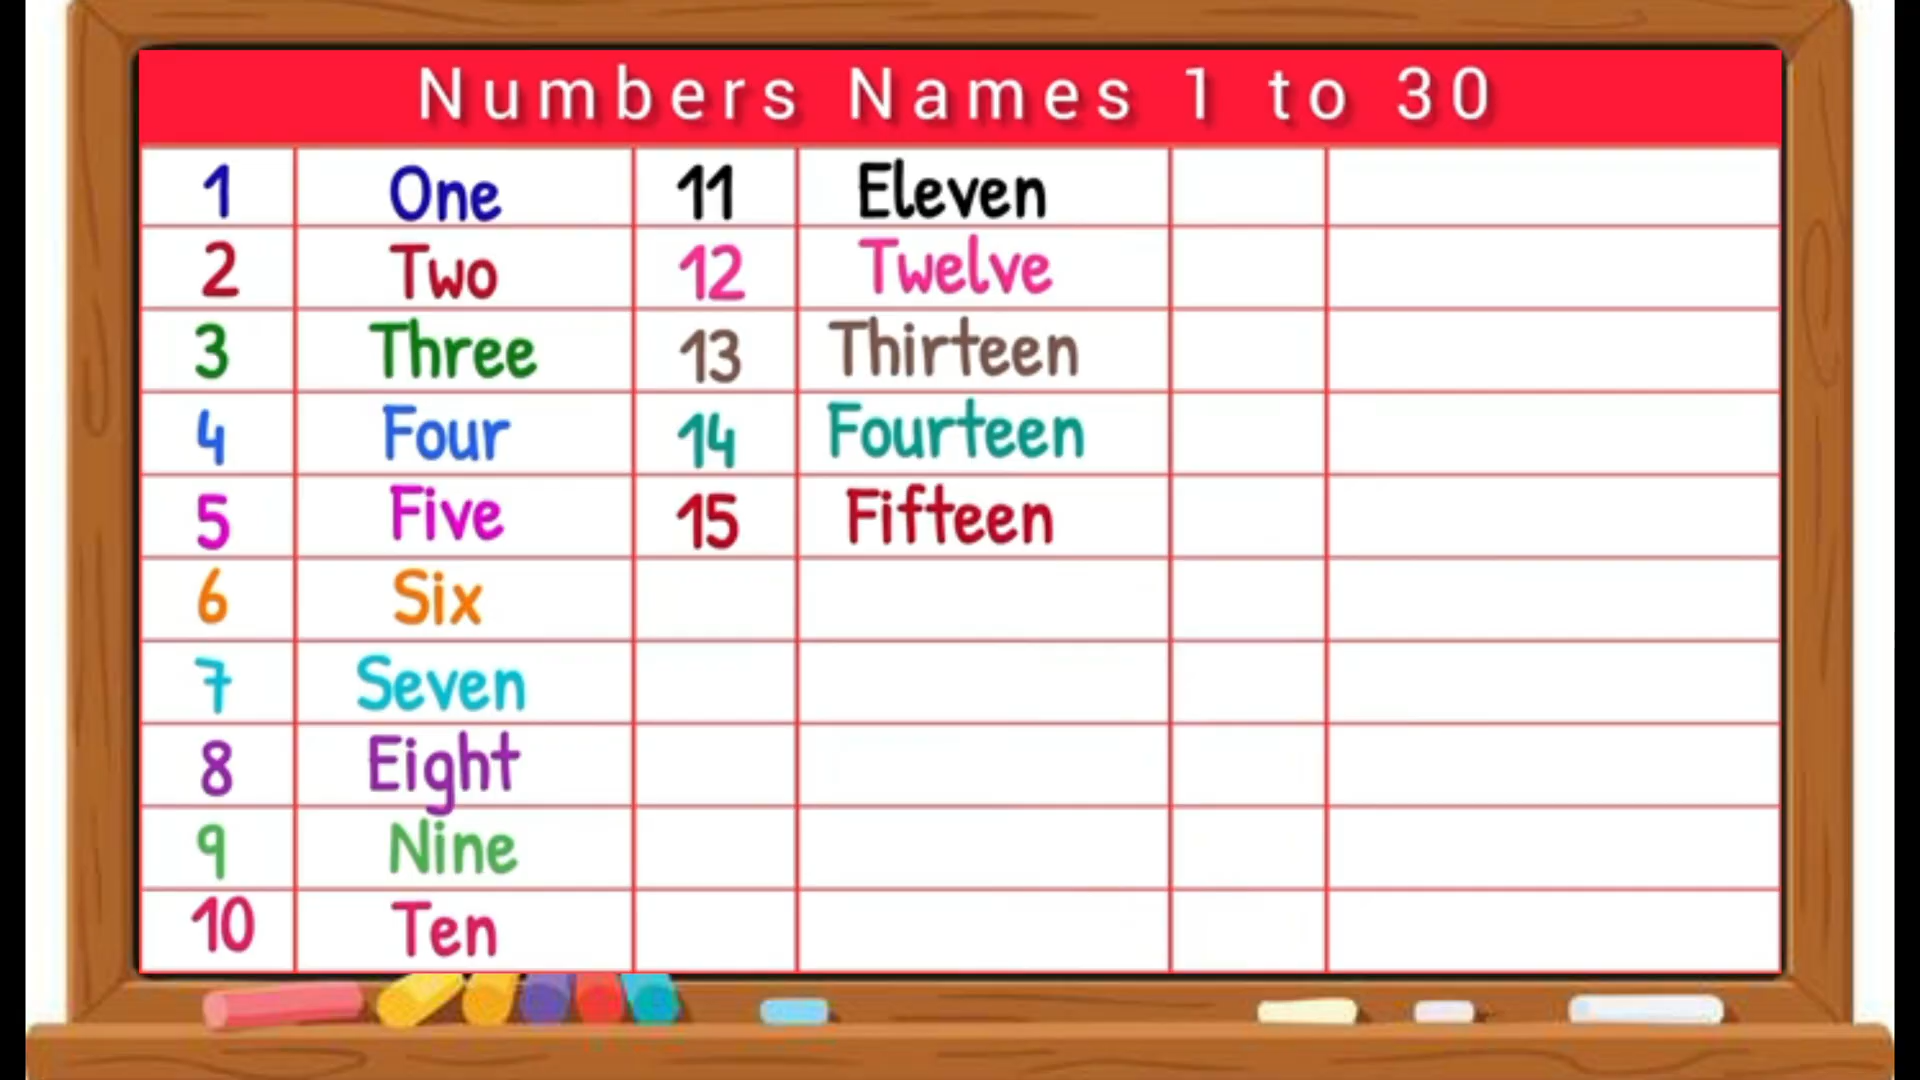 Numbers Names 1 to 30
1 One 11 Eleven
2 Two 12 Twelve
3 Three 13 Thirteen
4 Four 14 Fourteen
5 Five 15 Fifteen
6 Six
7 Seven
8 Eight
9 Nine
10 Ten